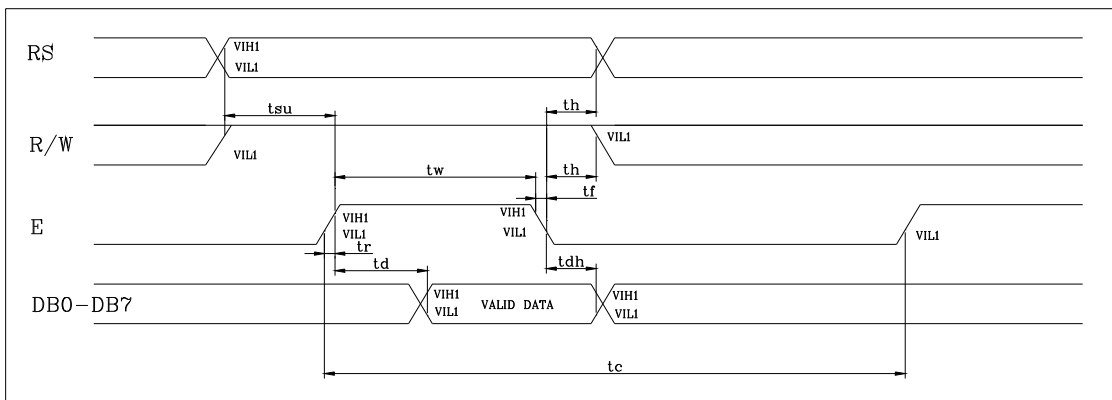 RS
VIH1
VIL1
tsu
th
R/W
VIL1
VIL1
tw
th
tf
E
VIH1
VIL1
VIH1
VIL1
VIL1
tr
td
tdh
DB0-DB7
VIH1
VIL1
VALID DATA
VIH1
VIL1
tc